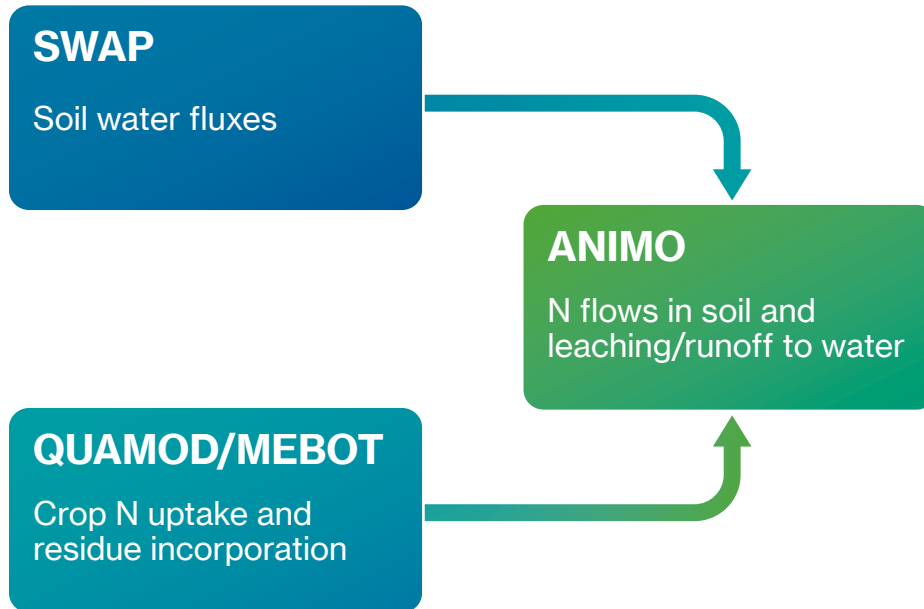 SWAP
Soil water fluxes
ANIMO
N flows in soil and
leaching/runoff to water
QUAMOD/MEBOT
Crop N uptake and
residue incorporation